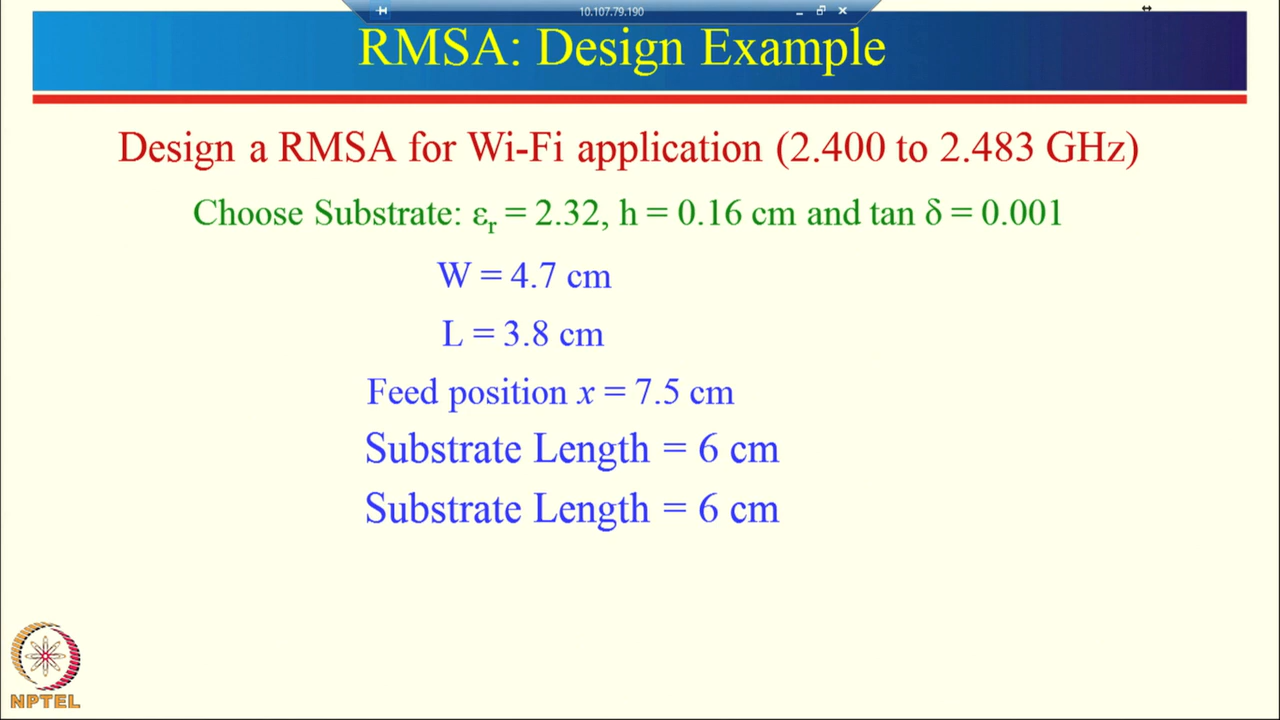 10.107.79.190
RMSA: Design Example
Design a RMSA for Wi-Fi application (2.400 to 2.483 GHz)
Choose Substrate: εr = 2.32, h = 0.16 cm and tan δ = 0.001
W = 4.7 cm
L = 3.8 cm
Feed position x = 7.5 cm
Substrate Length = 6 cm
Substrate Length = 6 cm
NPTEL